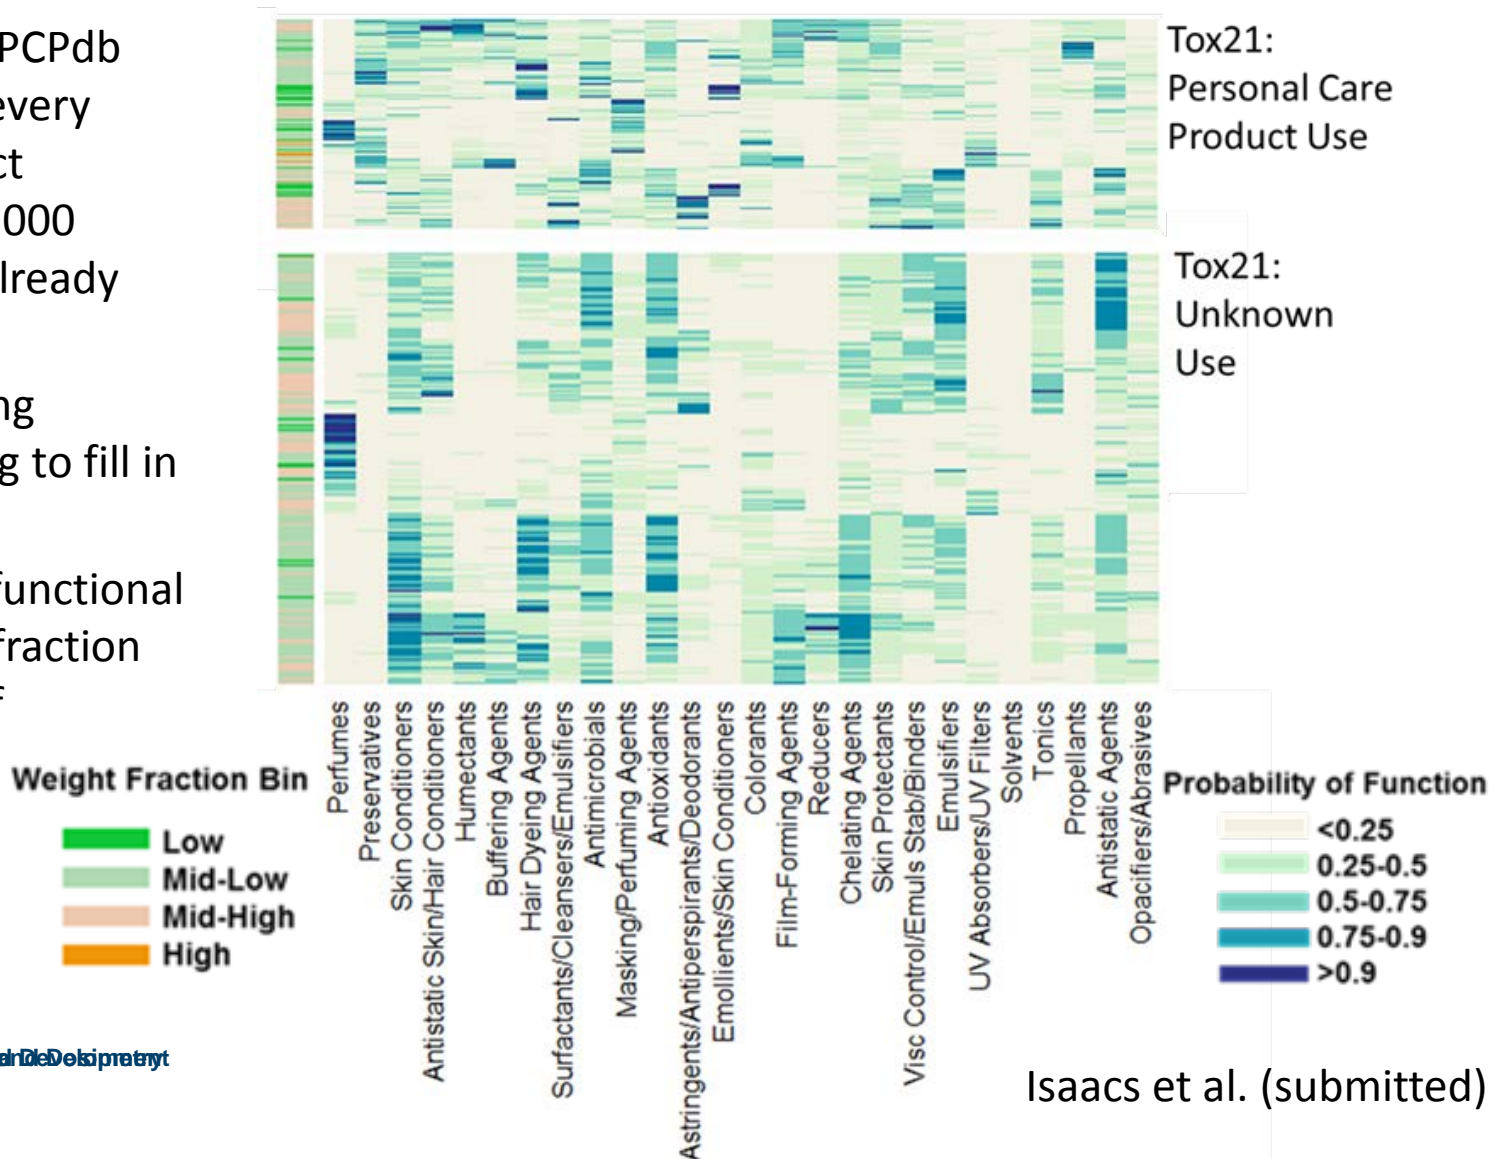 PCPdb
every
ct
000
already
ng
g to fill in
functional
fraction
Tox21:
Personal Care
Product Use
Tox21:
Unknown
Use
Perfumes
Preservatives
Skin Conditioners
Antistatic Skin/Hair Conditioners
Humectants
Buffering Agents
Hair Dyeing Agents
Surfactants/Cleansers/Emulsifiers
Antimicrobials
Masking/Perfuming Agents
Antioxidants
Astringents/Antiperspirants/Deodorants
Emollients/Skin Conditioners
Colorants
Film-Forming Agents
Reducers
Chelating Agents
Skin Protectants
Visc Control/Emuls Stab/Binders
Emulsifiers
UV Absorbers/UV Filters
Solvents
Tonics
Propellants
Antistatic Agents
Opacifiers/Abrasives
Weight Fraction Bin
Low
Mid-Low
Mid-High
High
Probability of Function
<0.25
0.25-0.5
0.5-0.75
0.75-0.9
>0.9
Isaacs et al. (submitted)